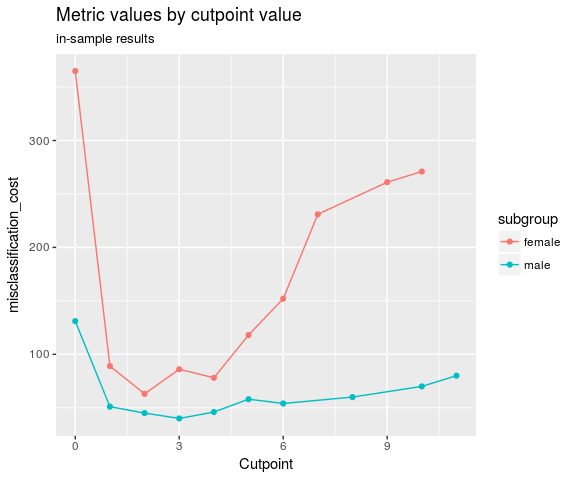 Metric values by cutpoint value
in-sample results
misclassification_cost
300
200
100
0 3 6 9
Cutpoint
subgroup
female
male